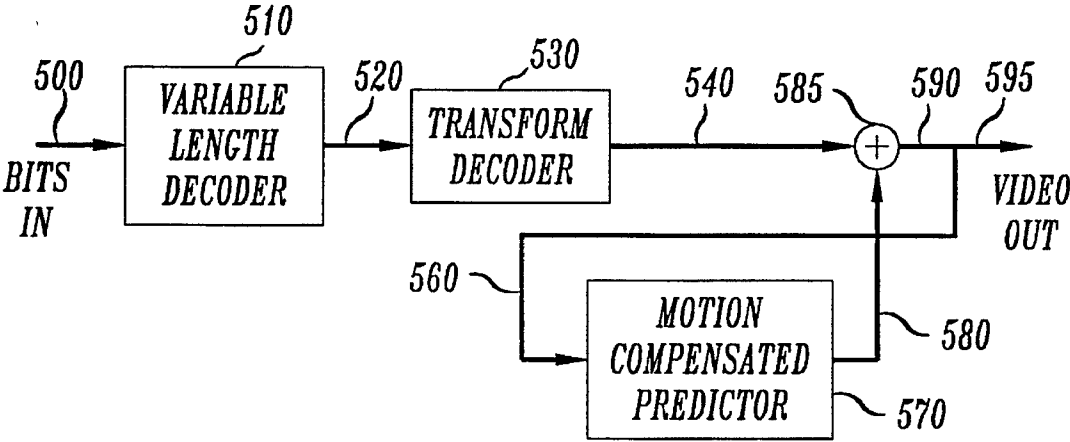 510
500
VARIABLE
LENGTH
DECODER
BITS
IN
520
530
TRANSFORM
DECODER
540
585
590
595
+
VIDEO
OUT
560
MOTION
COMPENSATED
PREDICTOR
580
570